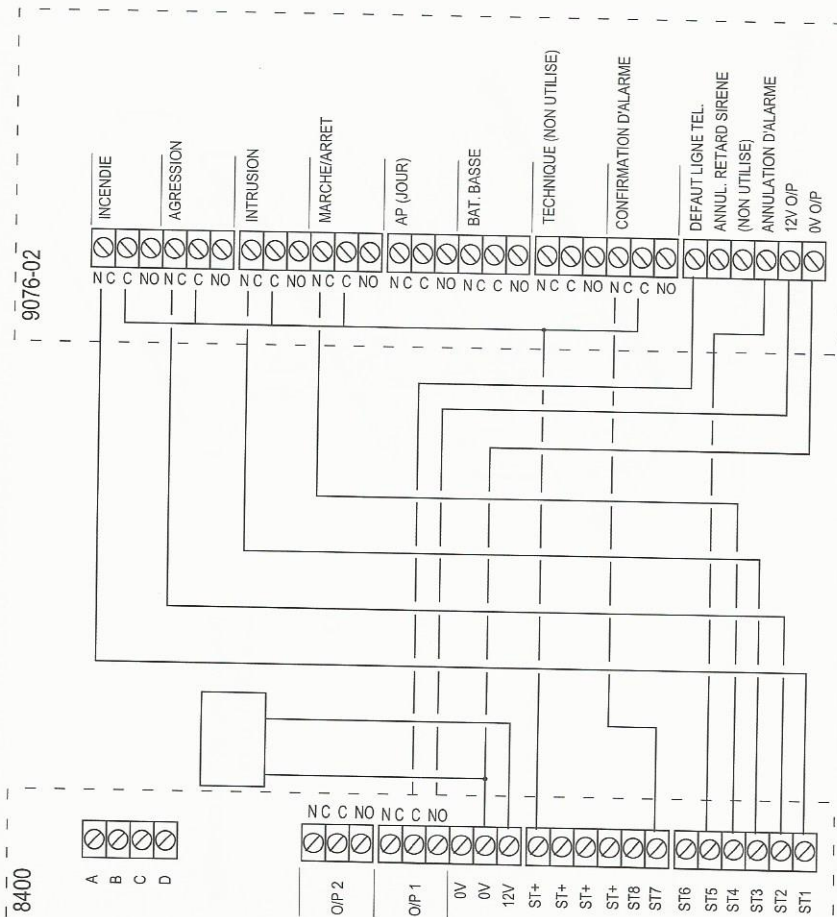 9076-02
INCENDIE
AGRESSION
INTRUSION
MARCHE/ARRET
AP (JOUR)
BAT. BASSE
TECHNIQUE (NON UTILISE)
CONFIRMATION D'ALARME
DEFAUT LIGNE TEL.
ANNUL. RETARD SIRENE
(NON UTILISE)
ANNULATION D'ALARME
12V O/P
0V O/P
N C C NO N C C NO N C C NO N C C NO N C C NO N C C NO N C C NO N C C NO
8400
A
B
C
D
N C C NO N C C NO
O/P 2
O/P 1
0V
0V
12V
ST+
ST+
ST+
ST+
ST8
ST7
ST6
ST5
ST4
ST3
ST2
ST1